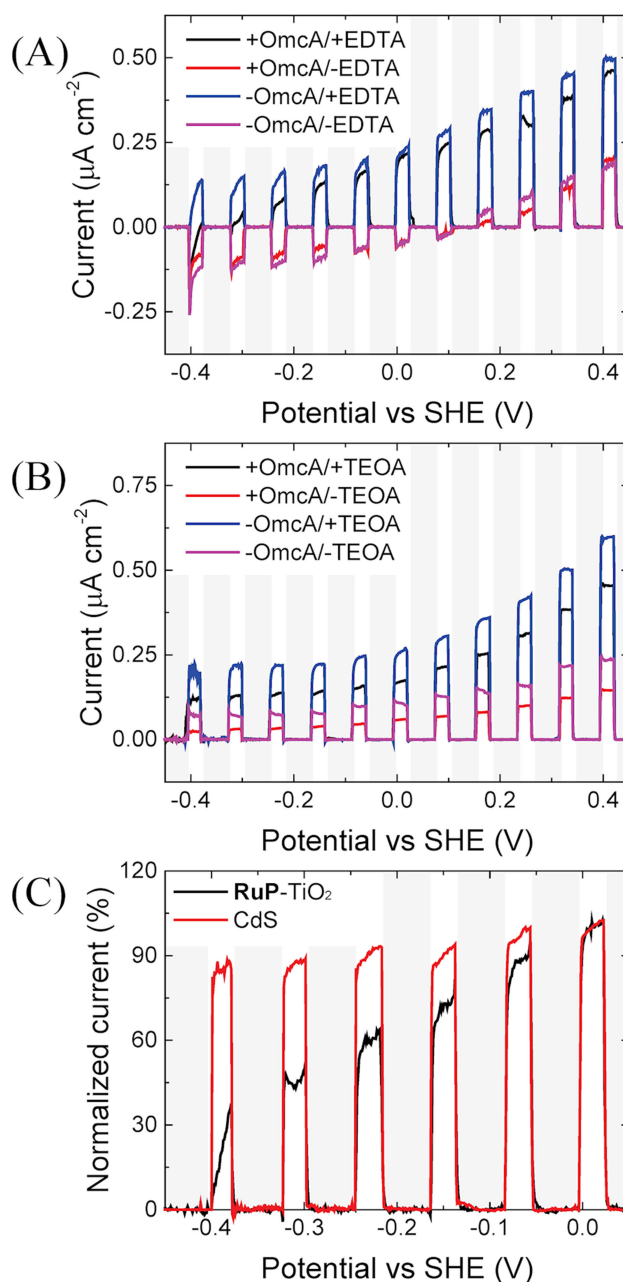 (A)
+OmcA/+EDTA
+OmcA/-EDTA
-OmcA/+EDTA
-OmcA/-EDTA
Current (μA cm⁻²)
0.50
0.25
0.00
-0.25
-0.4 -0.2 0.0 0.2 0.4
Potential vs SHE (V)
(B)
+OmcA/+TEOA
+OmcA/-TEOA
-OmcA/+TEOA
-OmcA/-TEOA
Current (μA cm⁻²)
0.75
0.50
0.25
0.00
-0.4 -0.2 0.0 0.2 0.4
Potential vs SHE (V)
(C)
RuP-TiO₂
CdS
Normalized current (%)
120
90
60
30
0
-0.4 -0.3 -0.2 -0.1 0.0
Potential vs SHE (V)